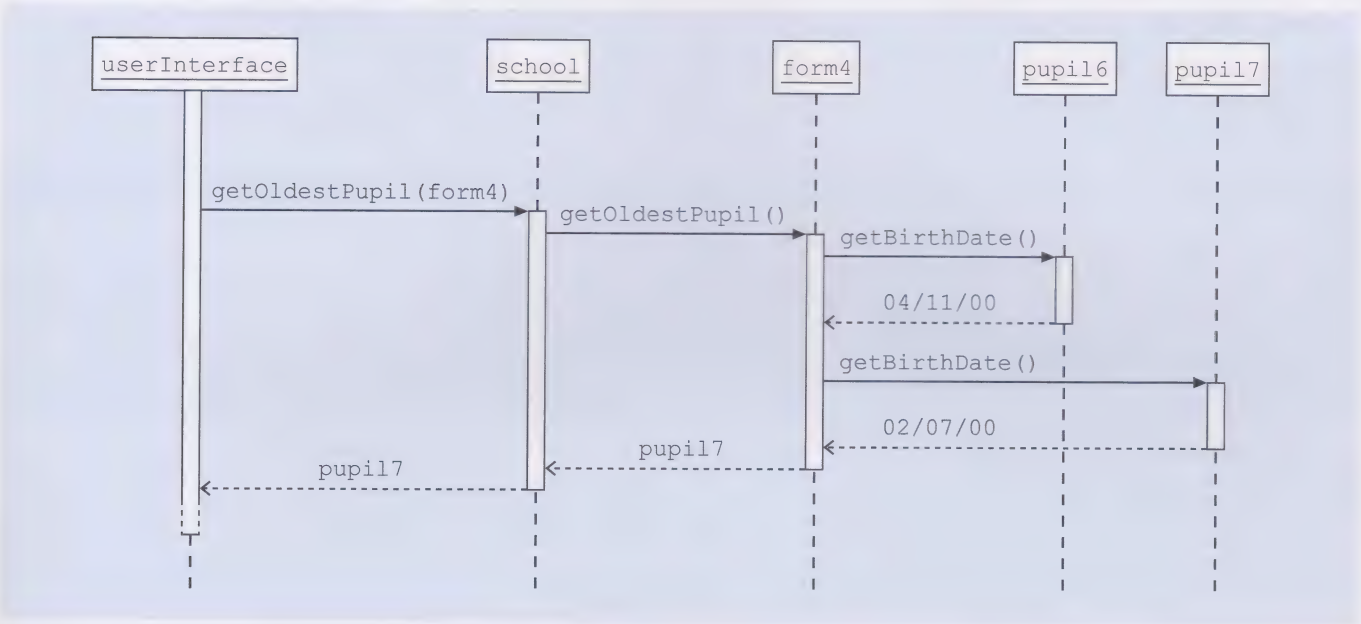 userInterface
school
form4
pupil6
pupil7
getOldestPupil(form4)
getOldestPupil()
getBirthDate()
04/11/00
getBirthDate()
02/07/00
pupil7
pupil7